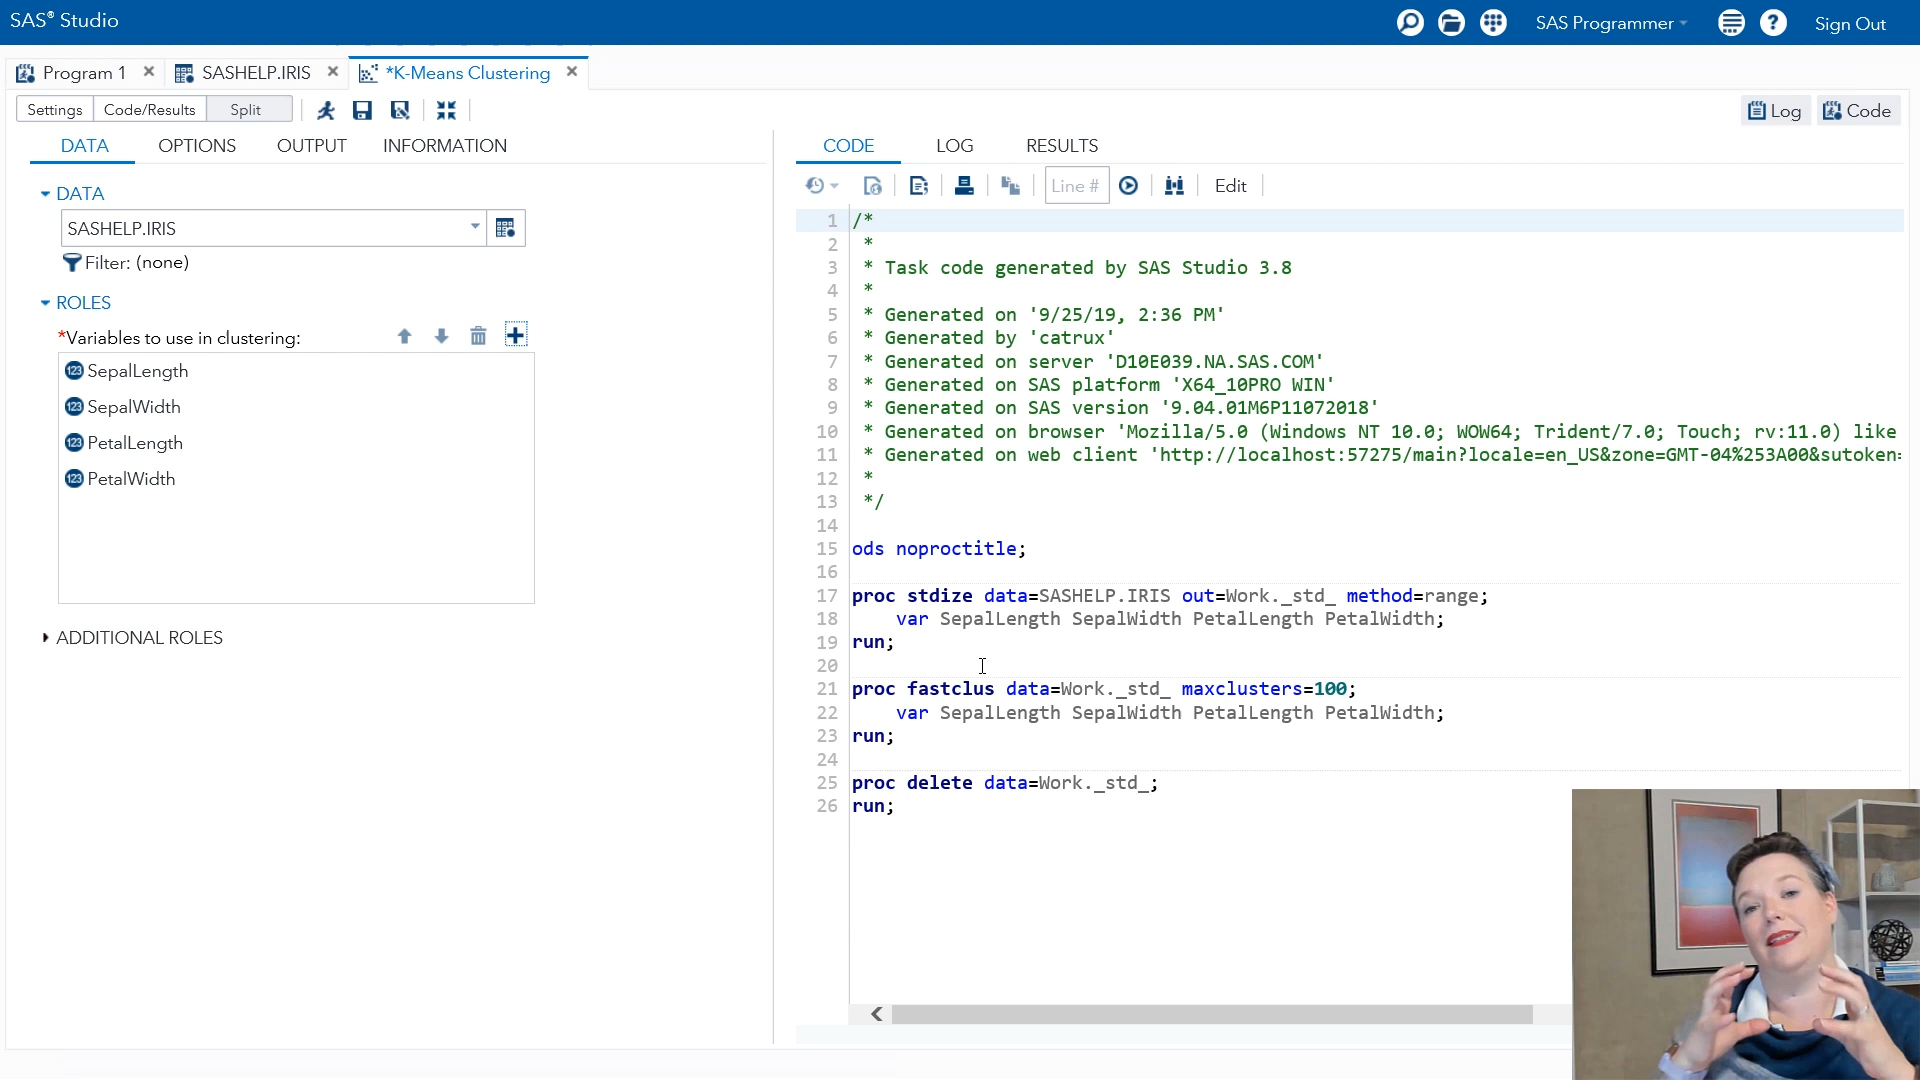 SAS® Studio
SAS Programmer
Sign Out
Program 1
SASHELP.IRIS
*K-Means Clustering
Settings
Code/Results
Split
Log
Code
DATA
OPTIONS
OUTPUT
INFORMATION
CODE
LOG
RESULTS
DATA
SASHELP.IRIS
Filter: (none)
ROLES
*Variables to use in clustering:
123 SepalLength
123 SepalWidth
123 PetalLength
123 PetalWidth
ADDITIONAL ROLES
Line #
Edit
1 /*
2 *
3 * Task code generated by SAS Studio 3.8
4 *
5 * Generated on '9/25/19, 2:36 PM'
6 * Generated by 'catrux'
7 * Generated on server 'D10E039.NA.SAS.COM'
8 * Generated on SAS platform 'X64_10PRO WIN'
9 * Generated on SAS version '9.04.01M6P11072018'
10 * Generated on browser 'Mozilla/5.0 (Windows NT 10.0; WOW64; Trident/7.0; Touch; rv:11.0) like
11 * Generated on web client 'http://localhost:57275/main?locale=en_US&zone=GMT-04%253A00&sutoken=
12 *
13 */
14
15 ods noproctitle;
16
17 proc stdize data=SASHELP.IRIS out=Work._std_ method=range;
18 var SepalLength SepalWidth PetalLength PetalWidth;
19 run;
20
21 proc fastclus data=Work._std_ maxclusters=100;
22 var SepalLength SepalWidth PetalLength PetalWidth;
23 run;
24
25 proc delete data=Work._std_;
26 run;